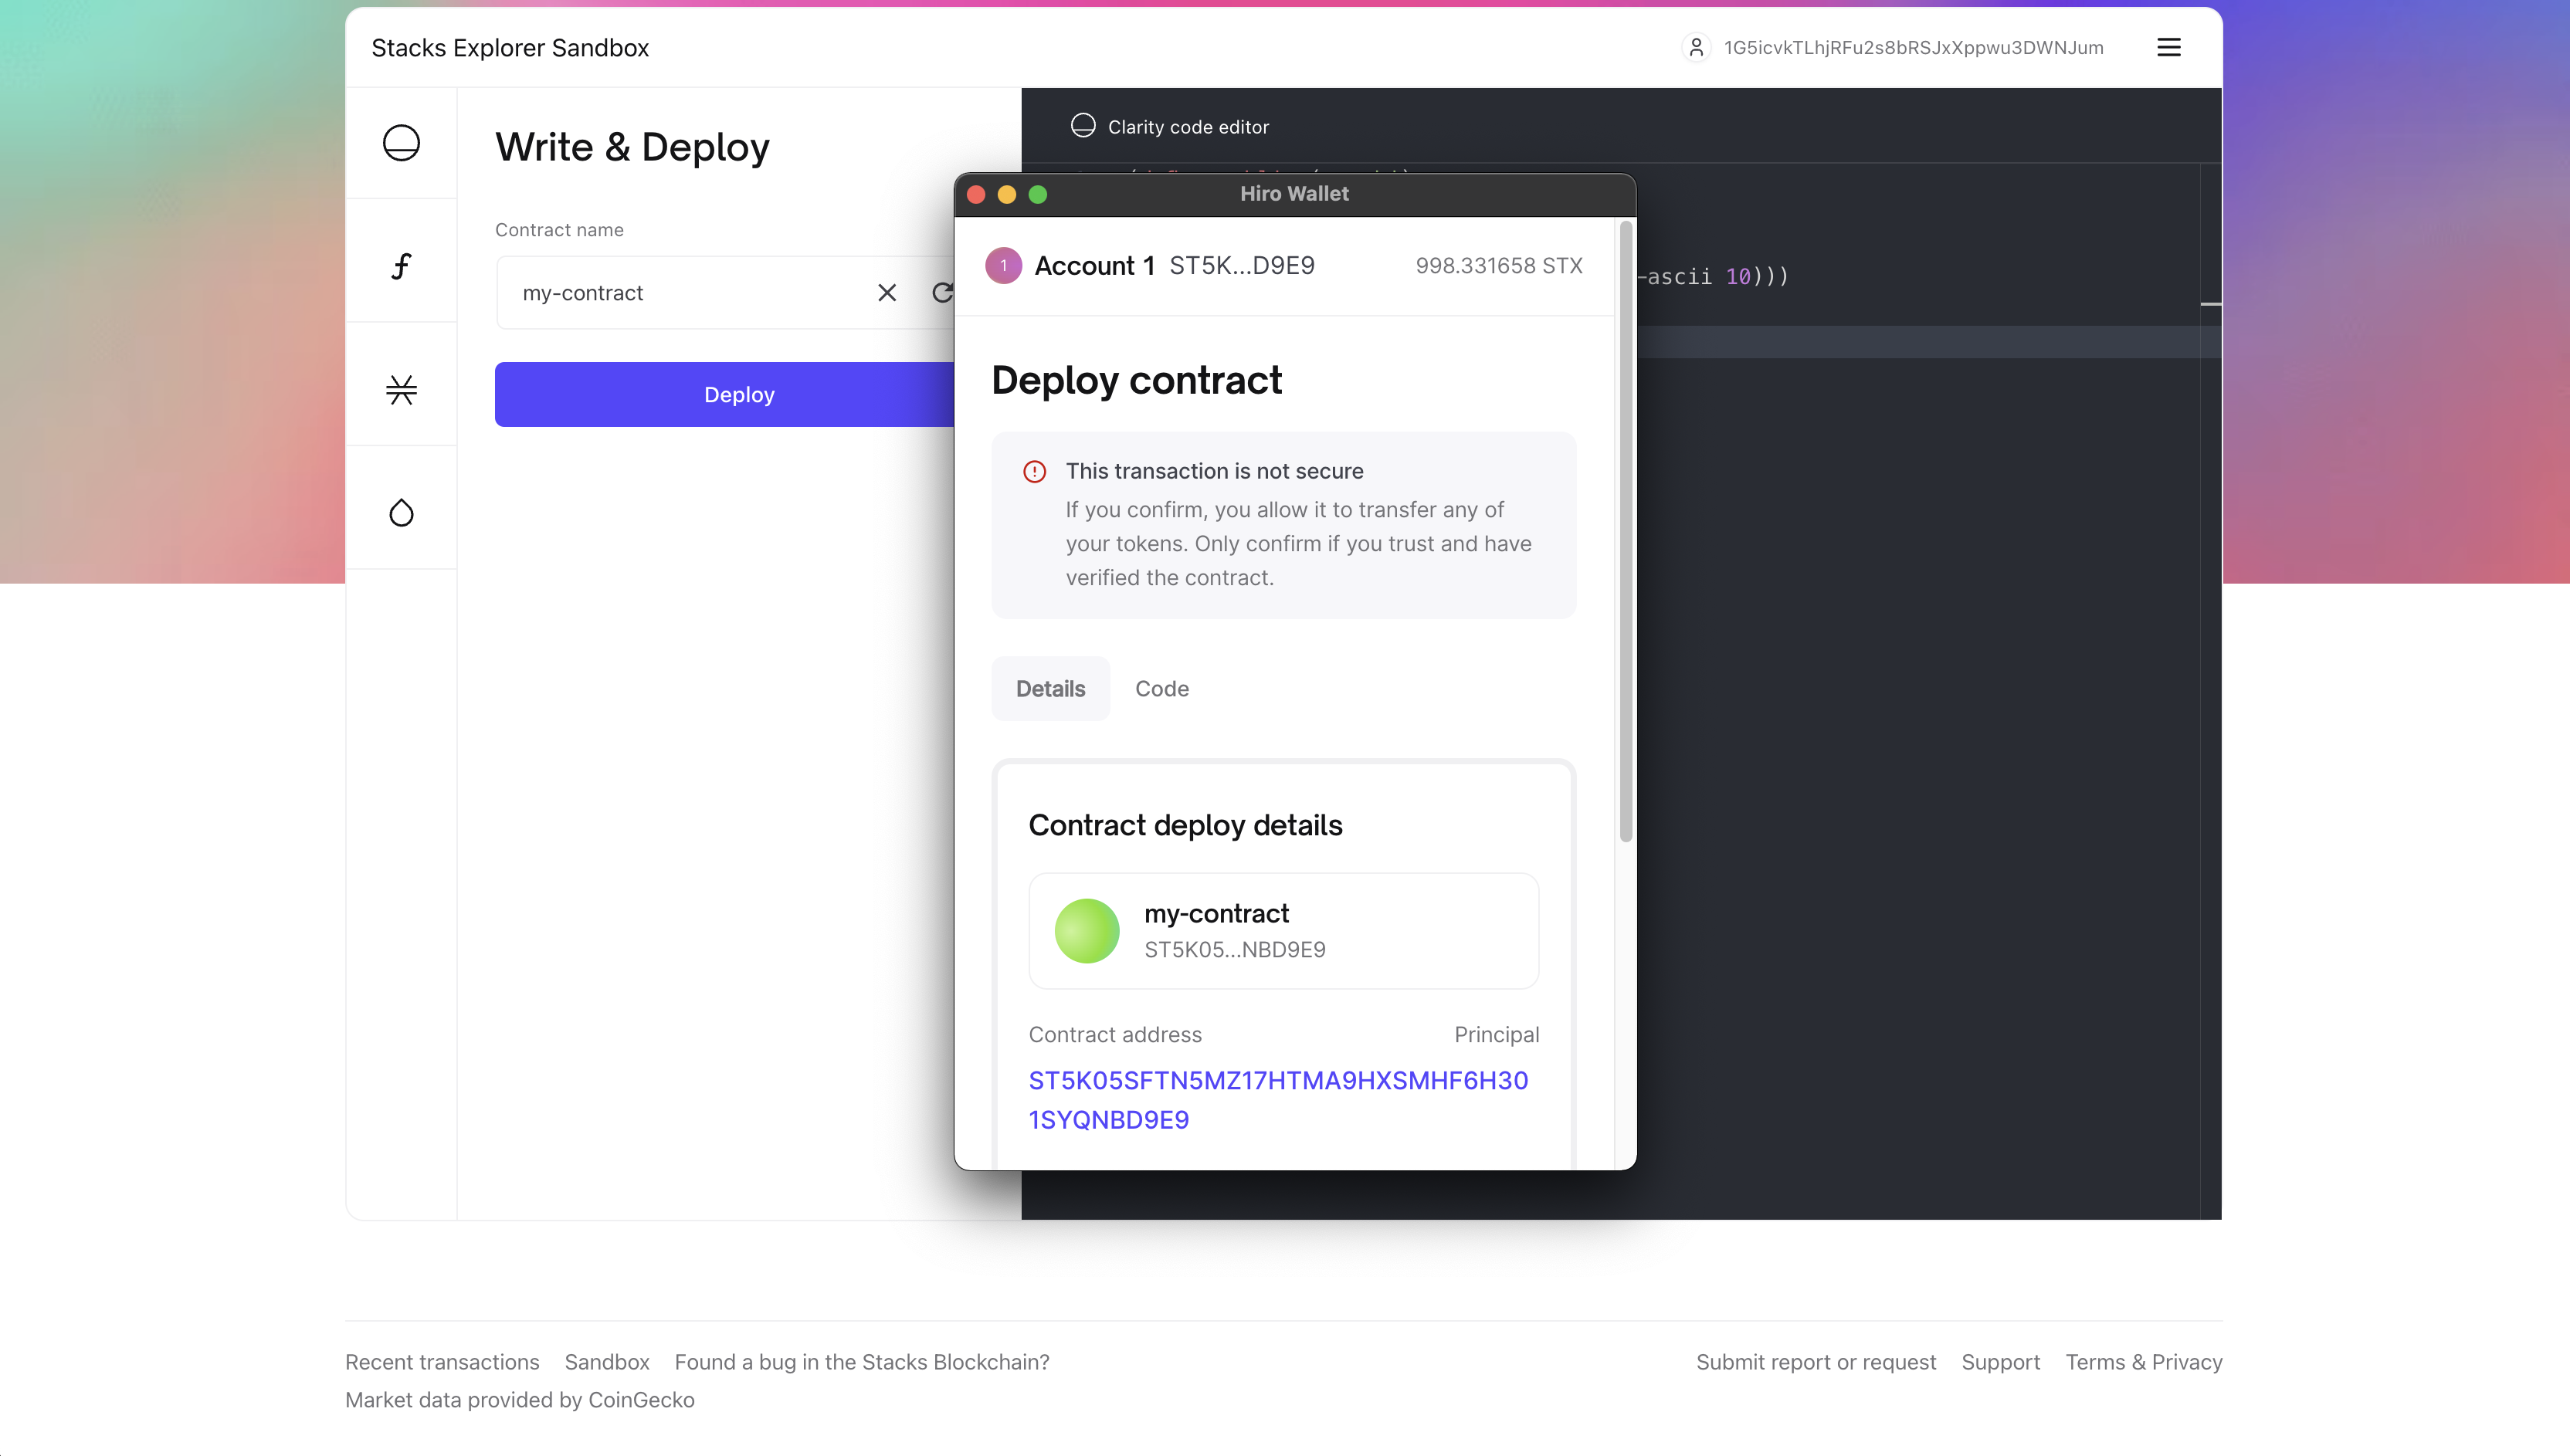 Stacks Explorer Sandbox
1G5icvkTLhjRFu2s8bRSJxXppwu3DWNJum
Write & Deploy
Contract name
my-contract
Deploy
Clarity code editor
-ascii 10)))
Hiro Wallet
1
Account 1 ST5K...D9E9
998.331658 STX
Deploy contract
This transaction is not secure
If you confirm, you allow it to transfer any of
your tokens. Only confirm if you trust and have
verified the contract.
Details
Code
Contract deploy details
my-contract
ST5K05...NBD9E9
Contract address
Principal
ST5K05SFTN5MZ17HTMA9HXSMHF6H30
1SYQNBD9E9
Recent transactions
Sandbox
Found a bug in the Stacks Blockchain?
Submit report or request
Support
Terms & Privacy
Market data provided by CoinGecko